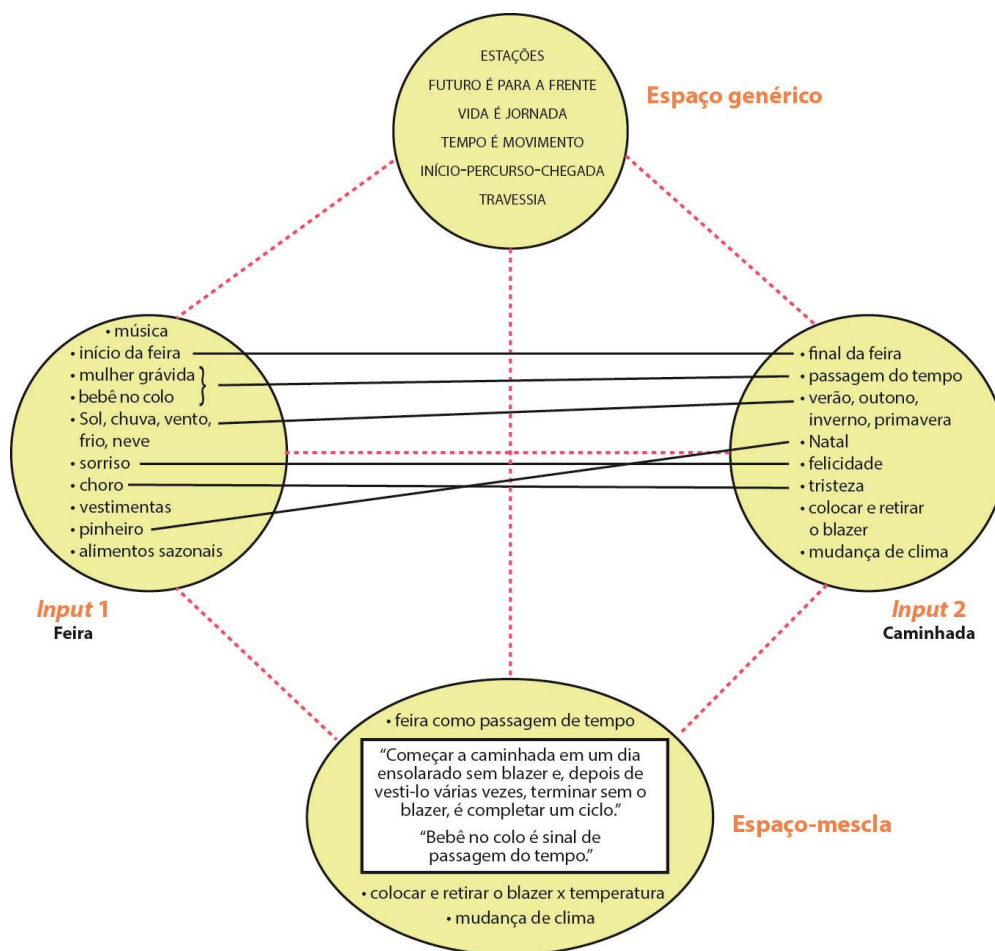 ESTAÇÕES
FUTURO É PARA A FRENTE
VIDA É JORNADA
TEMPO É MOVIMENTO
INÍCIO-PERCURSO-CHEGADA
TRAVESSIA
Espaço genérico
• música
• início da feira
• mulher grávida
• bebê no colo
• Sol, chuva, vento,
frio, neve
• sorriso
• choro
• vestimentas
• pinheiro
• alimentos sazonais
Input 1
Feira
• final da feira
• passagem do tempo
• verão, outono,
inverno, primavera
• Natal
• felicidade
• tristeza
• colocar e retirar
o blazer
• mudança de clima
Input 2
Caminhada
• feira como passagem de tempo
“Começar a caminhada em um dia
ensolarado sem blazer e, depois de
vesti-lo várias vezes, terminar sem o
blazer, é completar um ciclo.”
“Bebê no colo é sinal de
passagem do tempo.”
• colocar e retirar o blazer x temperatura
• mudança de clima
Espaço-mescla